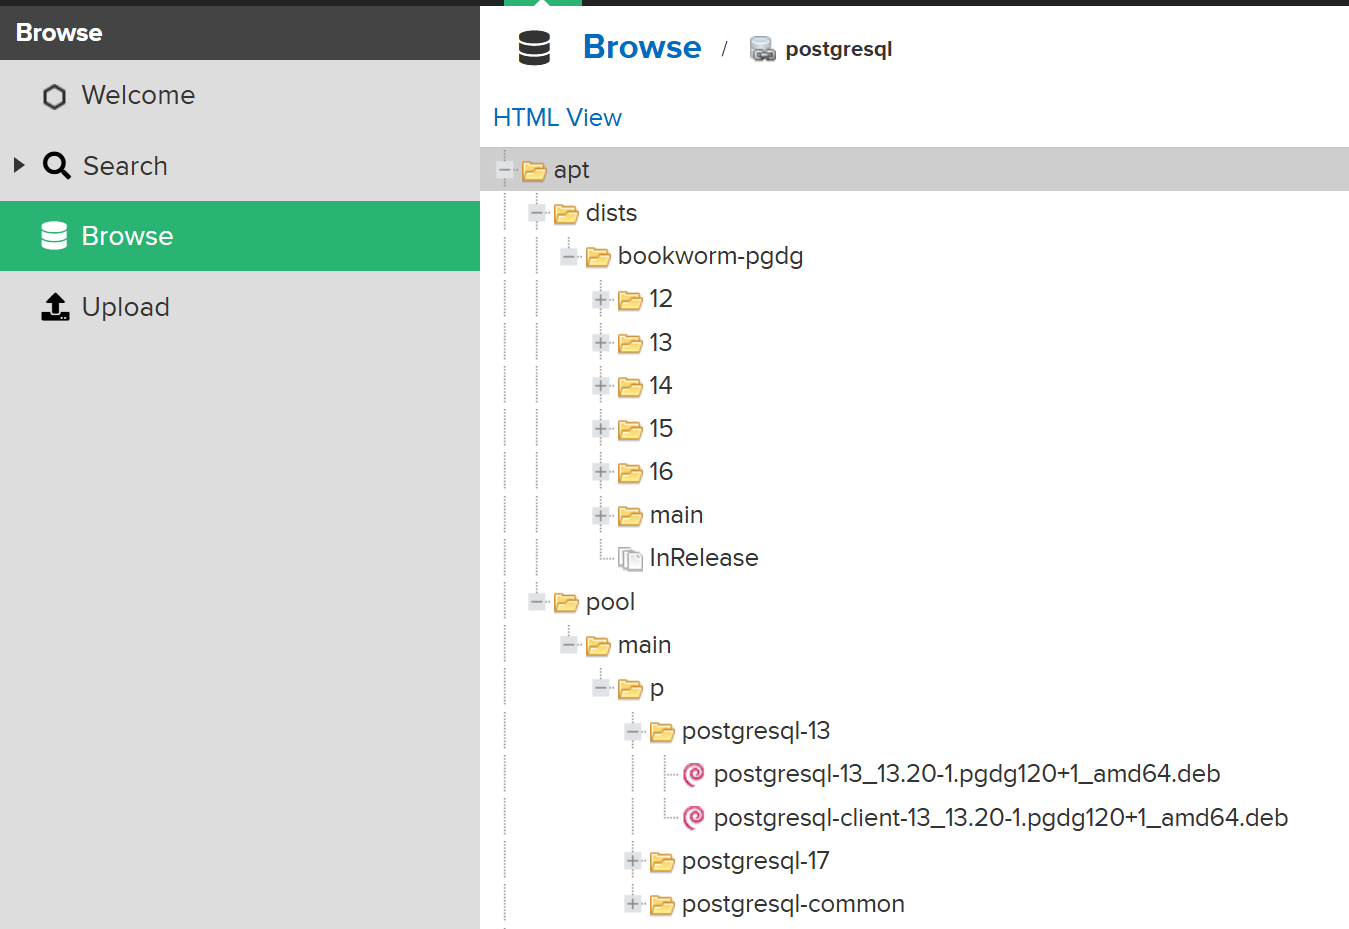 Browse
Welcome
Search
Browse
Upload
Browse / postgresql
HTML View
apt
dists
bookworm-pgdg
12
13
14
15
16
main
InRelease
pool
main
p
postgresql-13
postgresql-13_13.20-1.pgdg120+1_amd64.deb
postgresql-client-13_13.20-1.pgdg120+1_amd64.deb
postgresql-17
postgresql-common